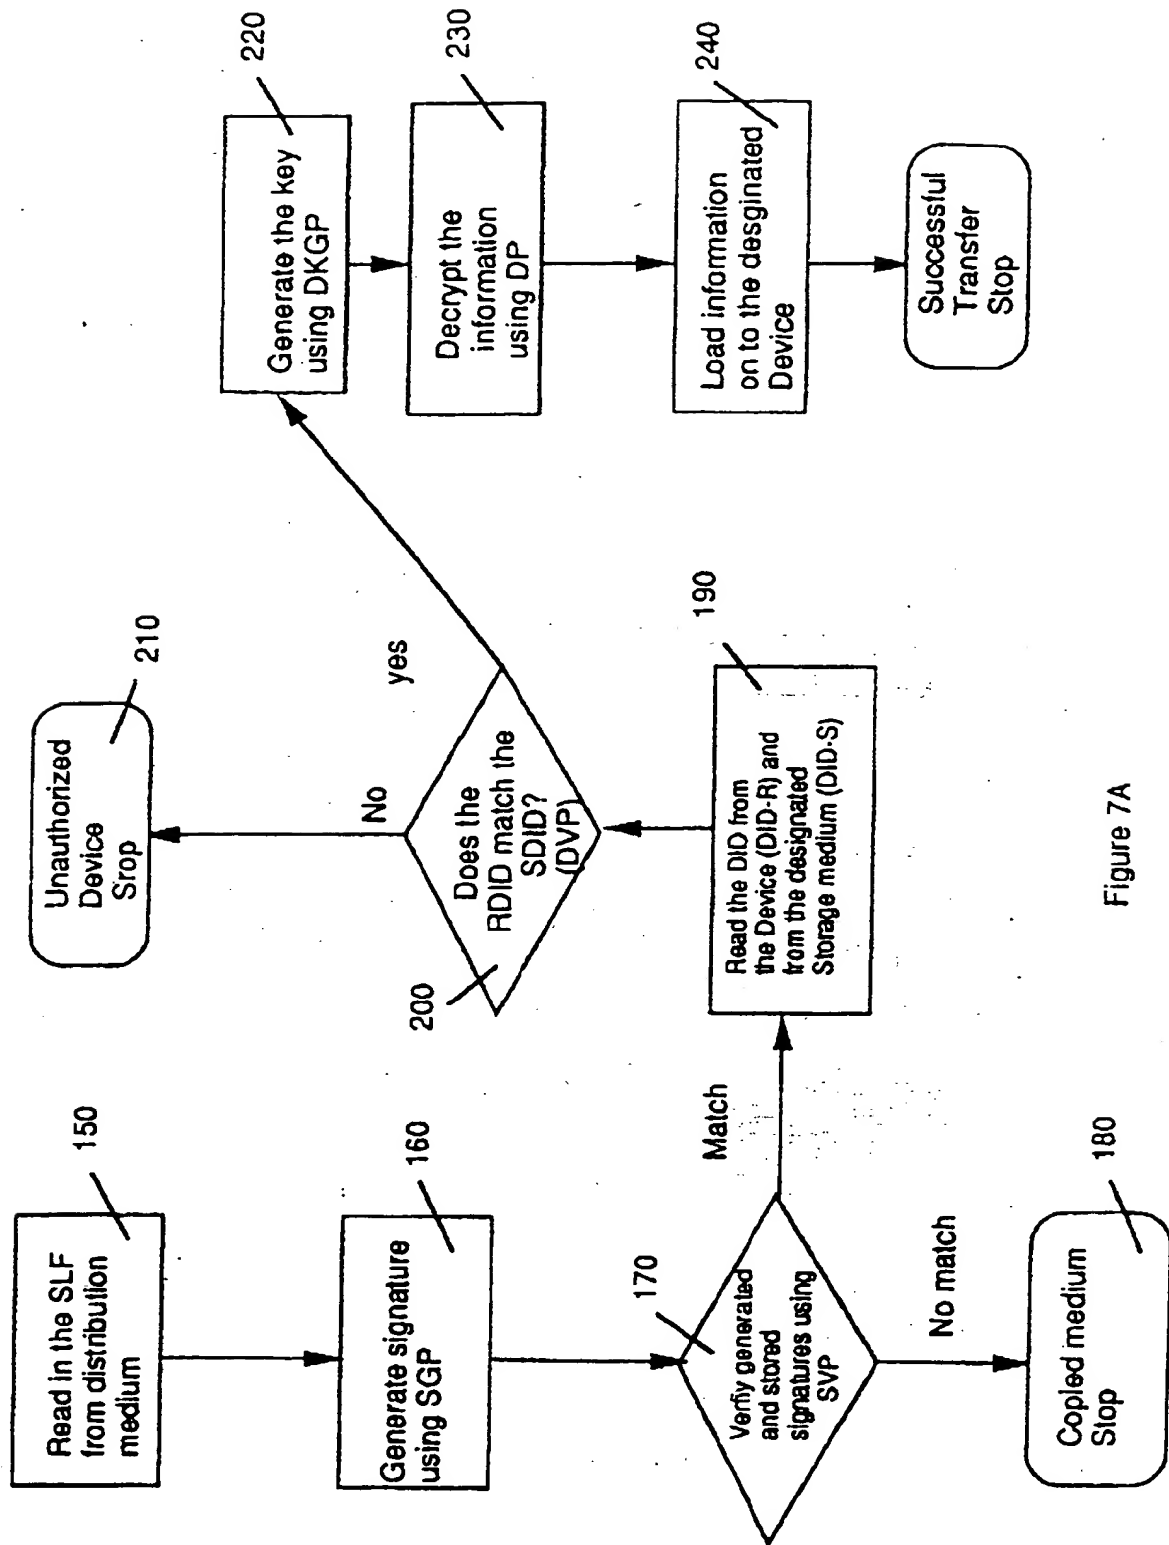 150
Read in the SLF
from distribution
medium
160
Generate signature
using SGP
170
Verfiy generated
and stored
signatures using
SVP
No match
180
Copied medium
Stop
Match
190
Read the DID from
the Device (DID-R) and
from the designated
Storage medium (DID-S)
200
Does the
RDID match the
SDID?
(DVP)
No
210
Unauthorized
Device
Srop
yes
220
Generate the key
using DKGP
230
Decrypt the
information
using DP
240
Load information
on to the desginated
Device
Successful
Transfer
Stop
Figure 7A